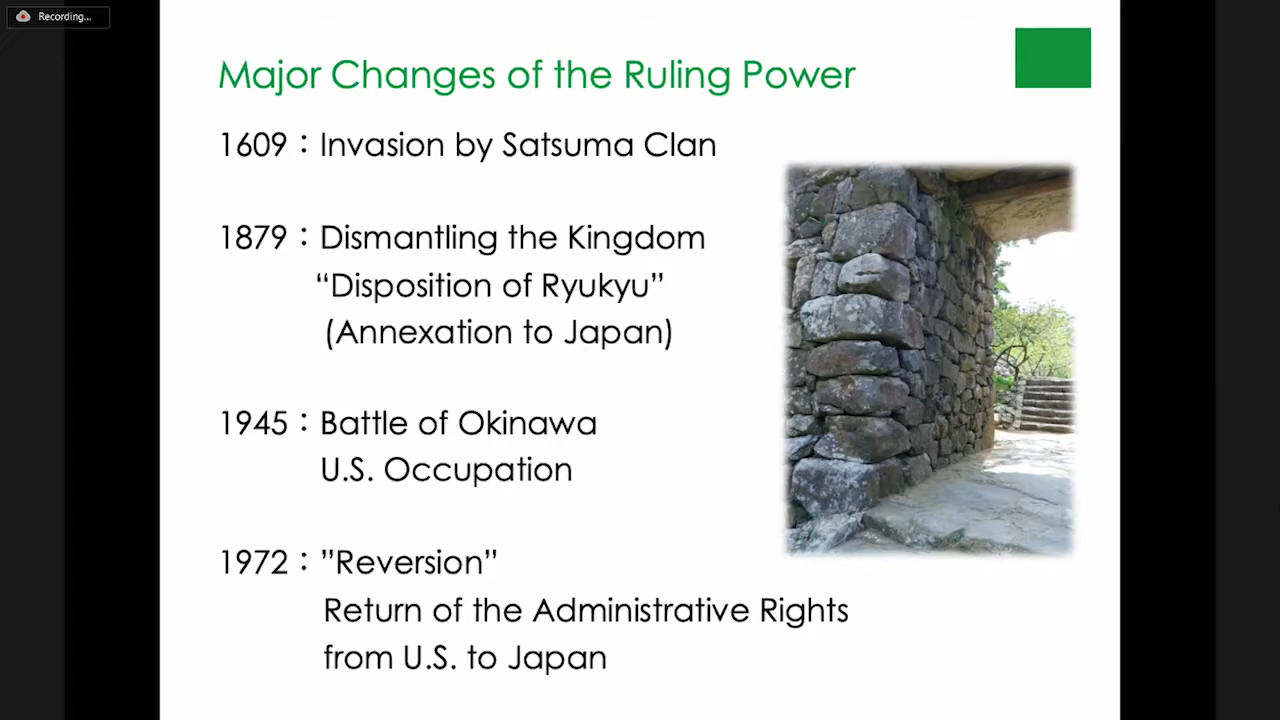 Recording...
Major Changes of the Ruling Power
1609：Invasion by Satsuma Clan
1879：Dismantling the Kingdom
“Disposition of Ryukyu”
(Annexation to Japan)
1945：Battle of Okinawa
U.S. Occupation
1972：”Reversion”
Return of the Administrative Rights
from U.S. to Japan